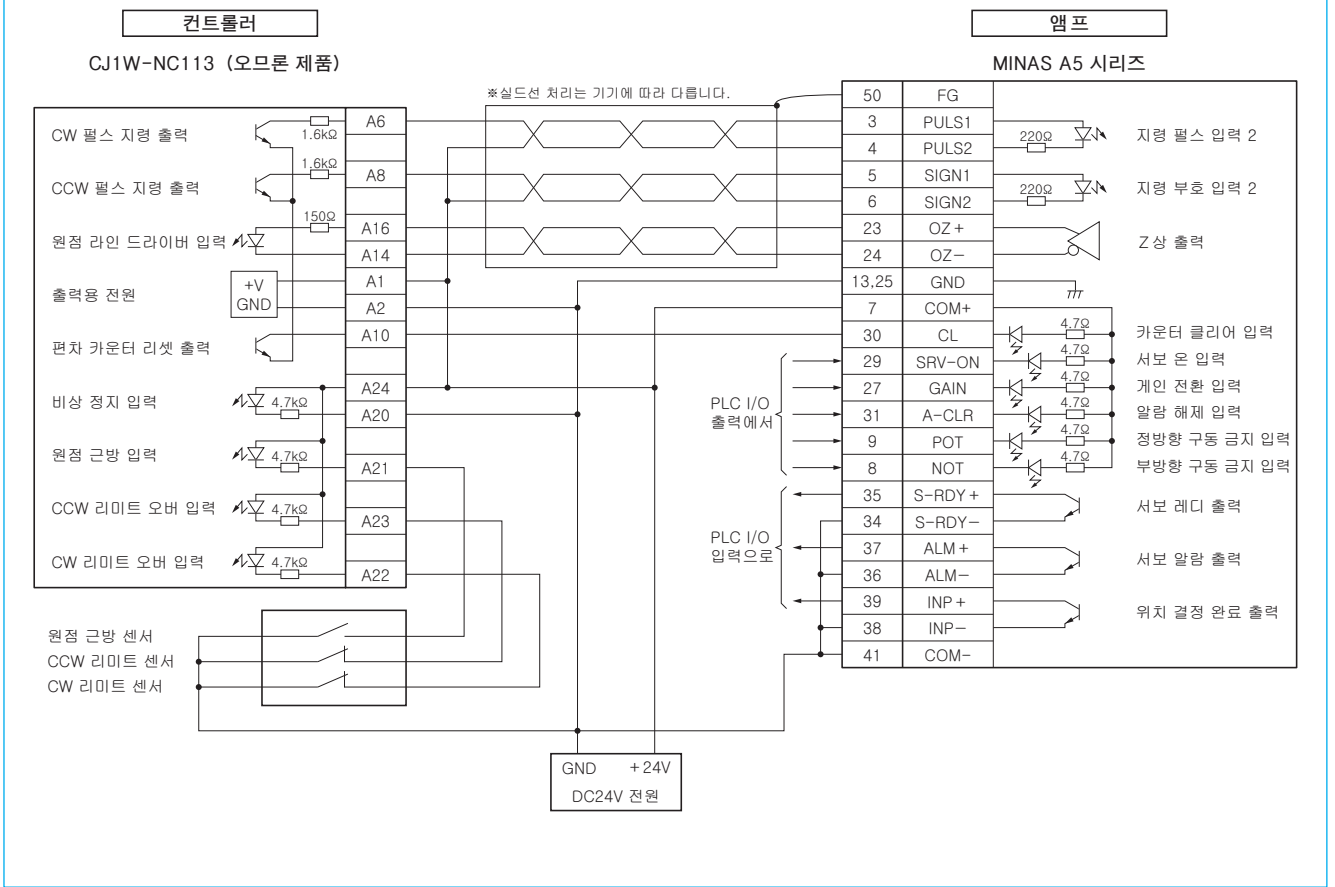 컨트롤러
앰프
CJ1W-NC113 (오므론 제품)
MINAS A5 시리즈
※실드선 처리는 기기에 따라 다릅니다.
CW 펄스 지령 출력
1.6kΩ
A6
CCW 펄스 지령 출력
1.6kΩ
A8
원점 라인 드라이버 입력
150Ω
A16
A14
출력용 전원
+V
GND
A1
A2
편차 카운터 리셋 출력
A10
비상 정지 입력
4.7kΩ
A24
A20
원점 근방 입력
4.7kΩ
A21
CCW 리미트 오버 입력
4.7kΩ
A23
CW 리미트 오버 입력
4.7kΩ
A22
원점 근방 센서
CCW 리미트 센서
CW 리미트 센서
GND +24V
DC24V 전원
PLC I/O
출력에서
PLC I/O
입력으로
50 FG
3 PULS1
4 PULS2
220Ω
지령 펄스 입력 2
5 SIGN1
6 SIGN2
220Ω
지령 부호 입력 2
23 OZ+
24 OZ-
Z상 출력
13,25 GND
7 COM+
30 CL
4.7Ω
카운터 클리어 입력
29 SRV-ON
4.7Ω
서보 온 입력
27 GAIN
4.7Ω
게인 전환 입력
31 A-CLR
4.7Ω
알람 해제 입력
9 POT
4.7Ω
정방향 구동 금지 입력
8 NOT
4.7Ω
부방향 구동 금지 입력
35 S-RDY+
34 S-RDY-
서보 레디 출력
37 ALM+
36 ALM-
서보 알람 출력
39 INP+
38 INP-
위치 결정 완료 출력
41 COM-